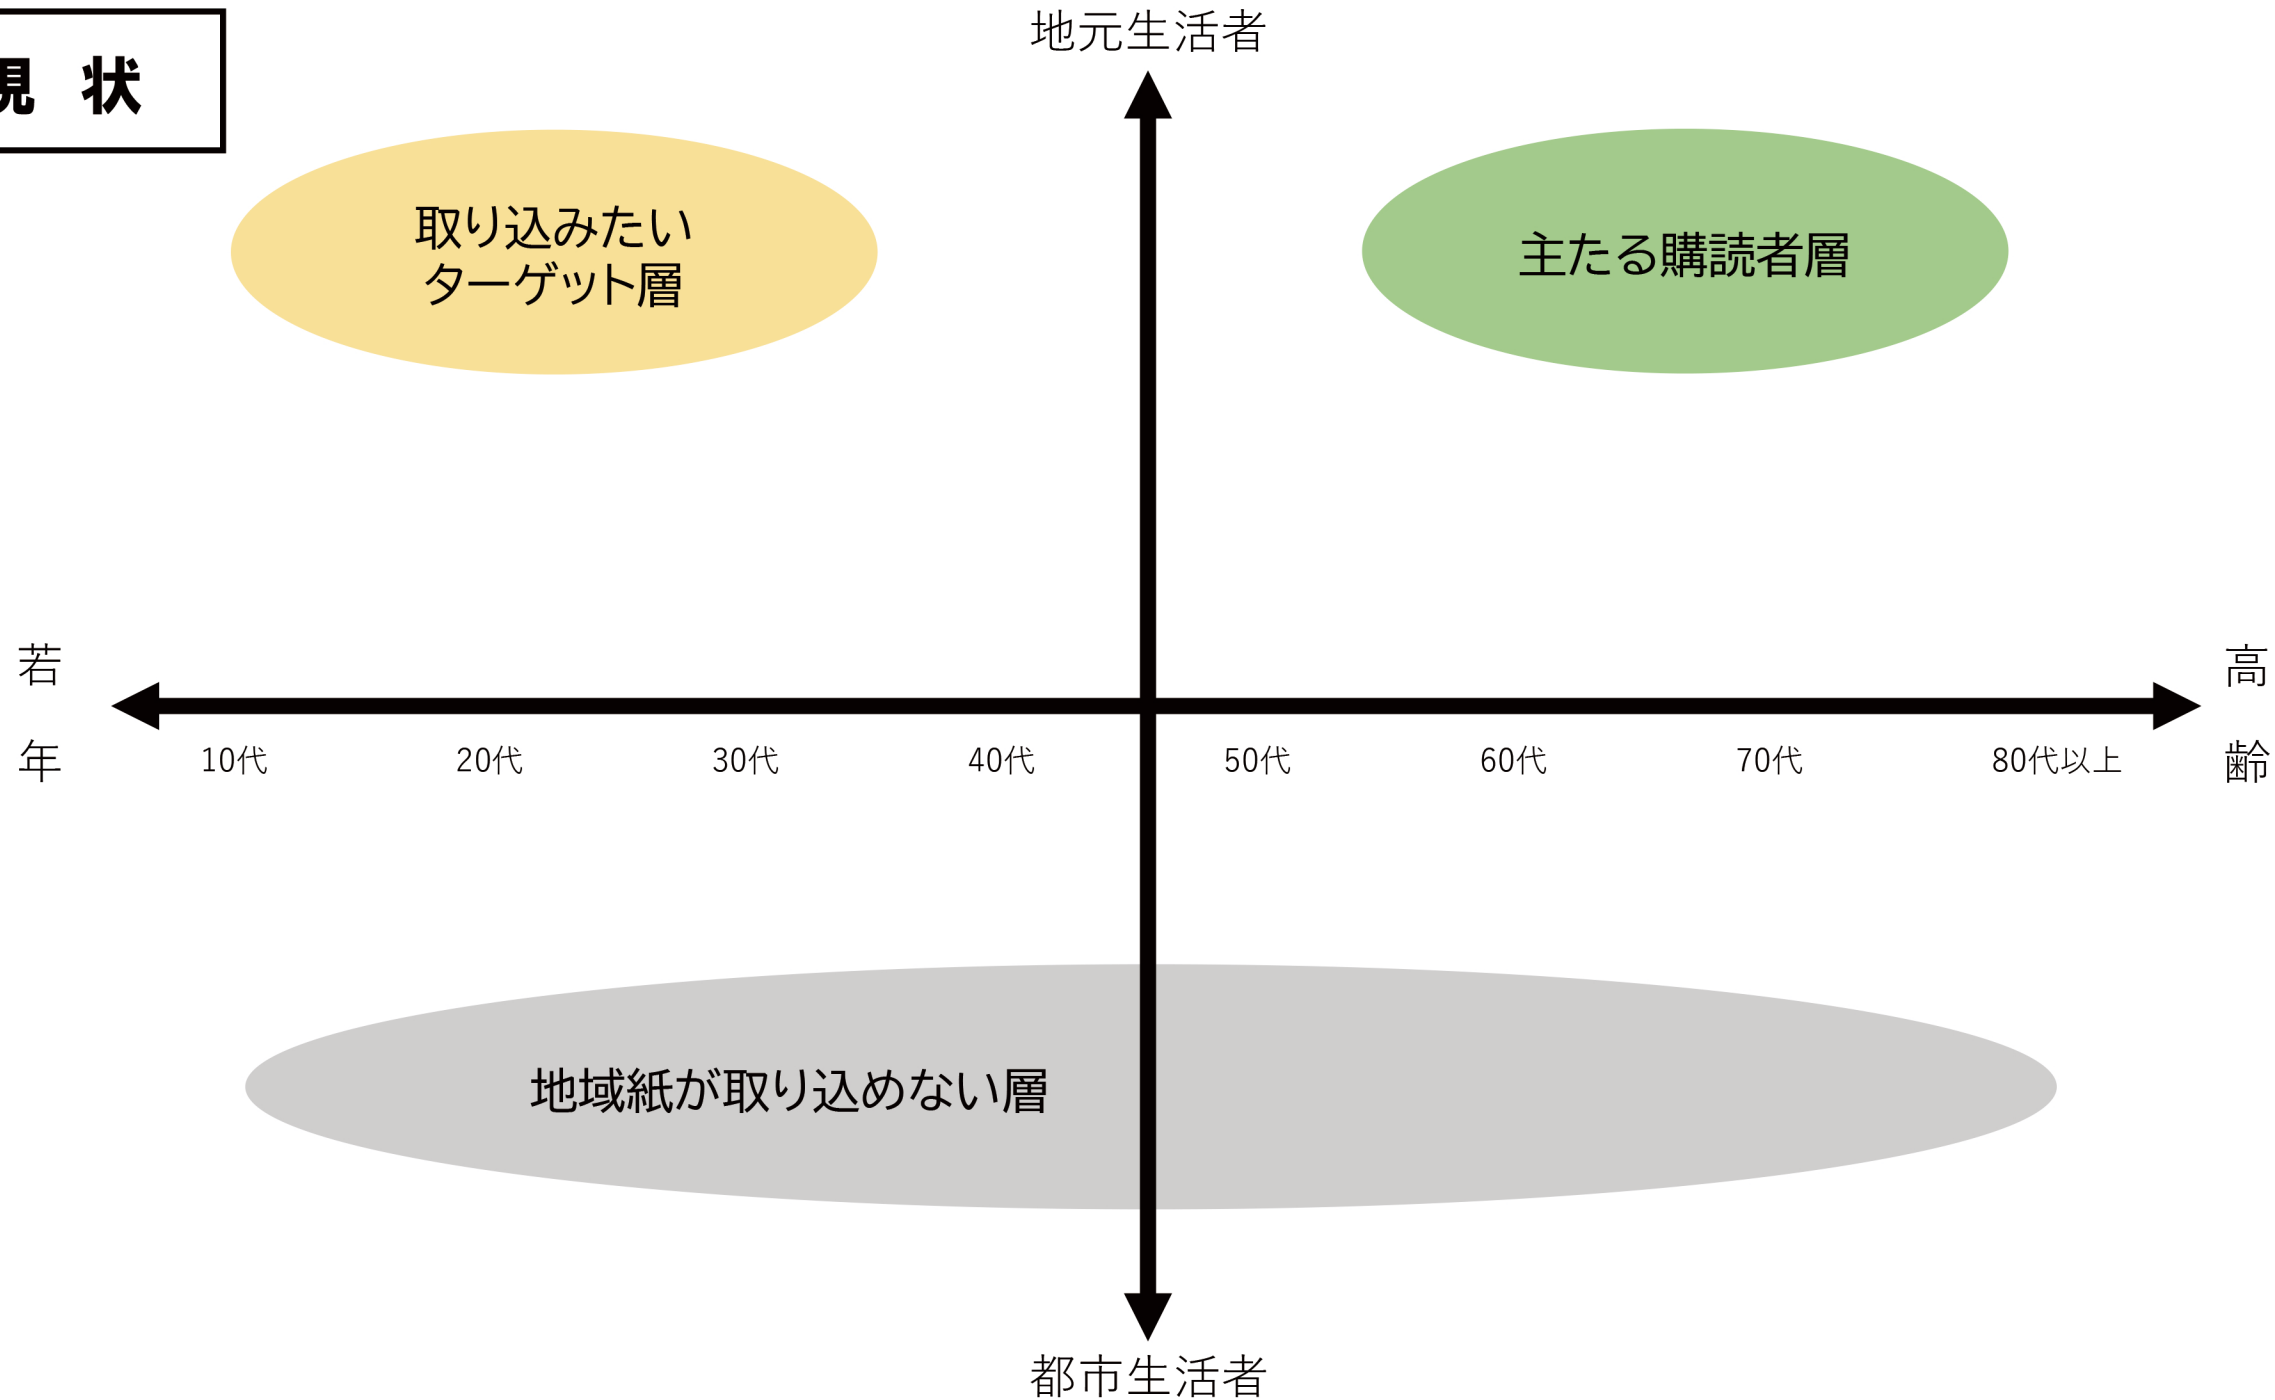 現 状
地元生活者
取り込みたい
ターゲット層
主たる購読者層
若年
高齢
10代 20代 30代 40代 50代 60代 70代 80代以上
地域紙が取り込めない層
都市生活者